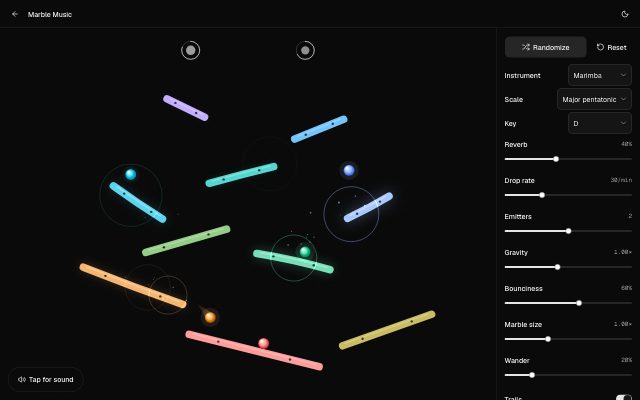 Marble Music
Randomize
Reset
Instrument
Marimba
Scale
Major pentatonic
Key
D
Reverb
40%
Drop rate
30/min
Emitters
2
Gravity
1.00×
Bounciness
60%
Marble size
1.00×
Wander
20%
Trails
Tap for sound